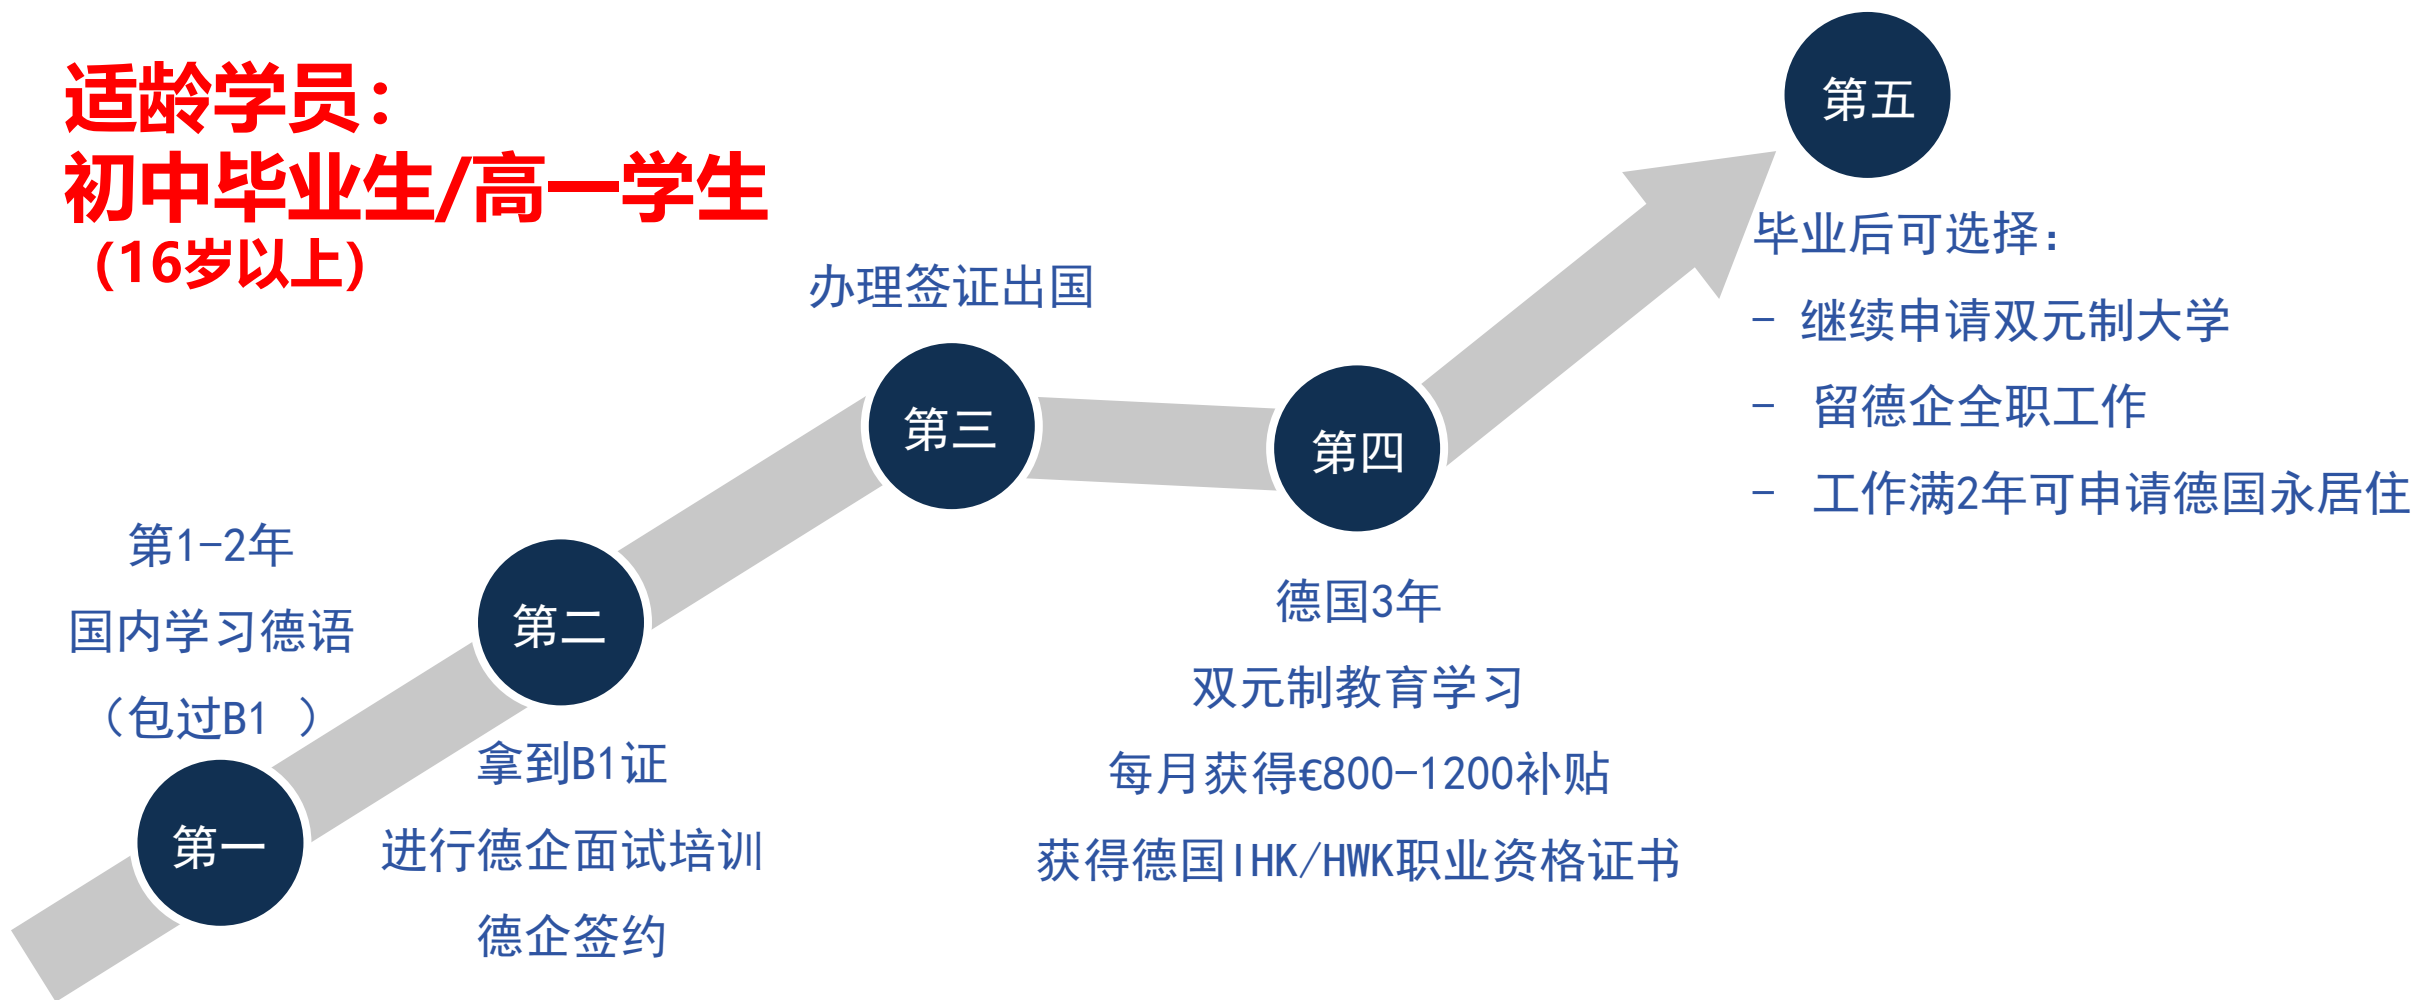 适龄学员：
初中毕业生/高一学生
(16岁以上)
第一
第1-2年
国内学习德语
（包过B1 ）
第二
拿到B1证
进行德企面试培训
德企签约
第三
办理签证出国
第四
德国3年
双元制教育学习
每月获得€800-1200补贴
获得德国IHK/HWK职业资格证书
第五
毕业后可选择：
- 继续申请双元制大学
- 留德企全职工作
- 工作满2年可申请德国永居住